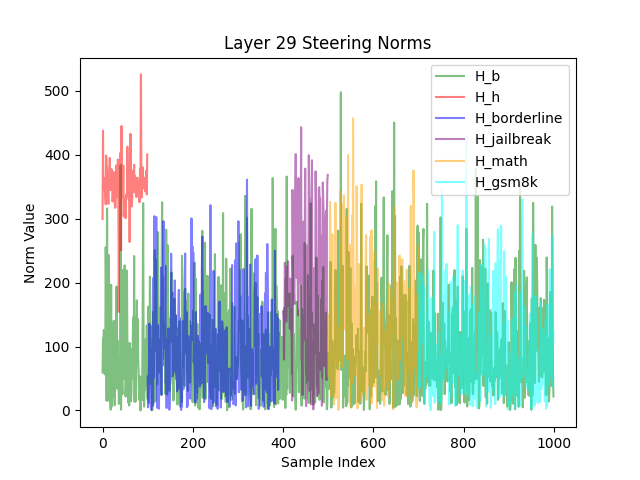 Layer 29 Steering Norms
H_b
H_h
H_borderline
H_jailbreak
H_math
H_gsm8k
Norm Value
500
400
300
200
100
0
0
200
400
600
800
1000
Sample Index